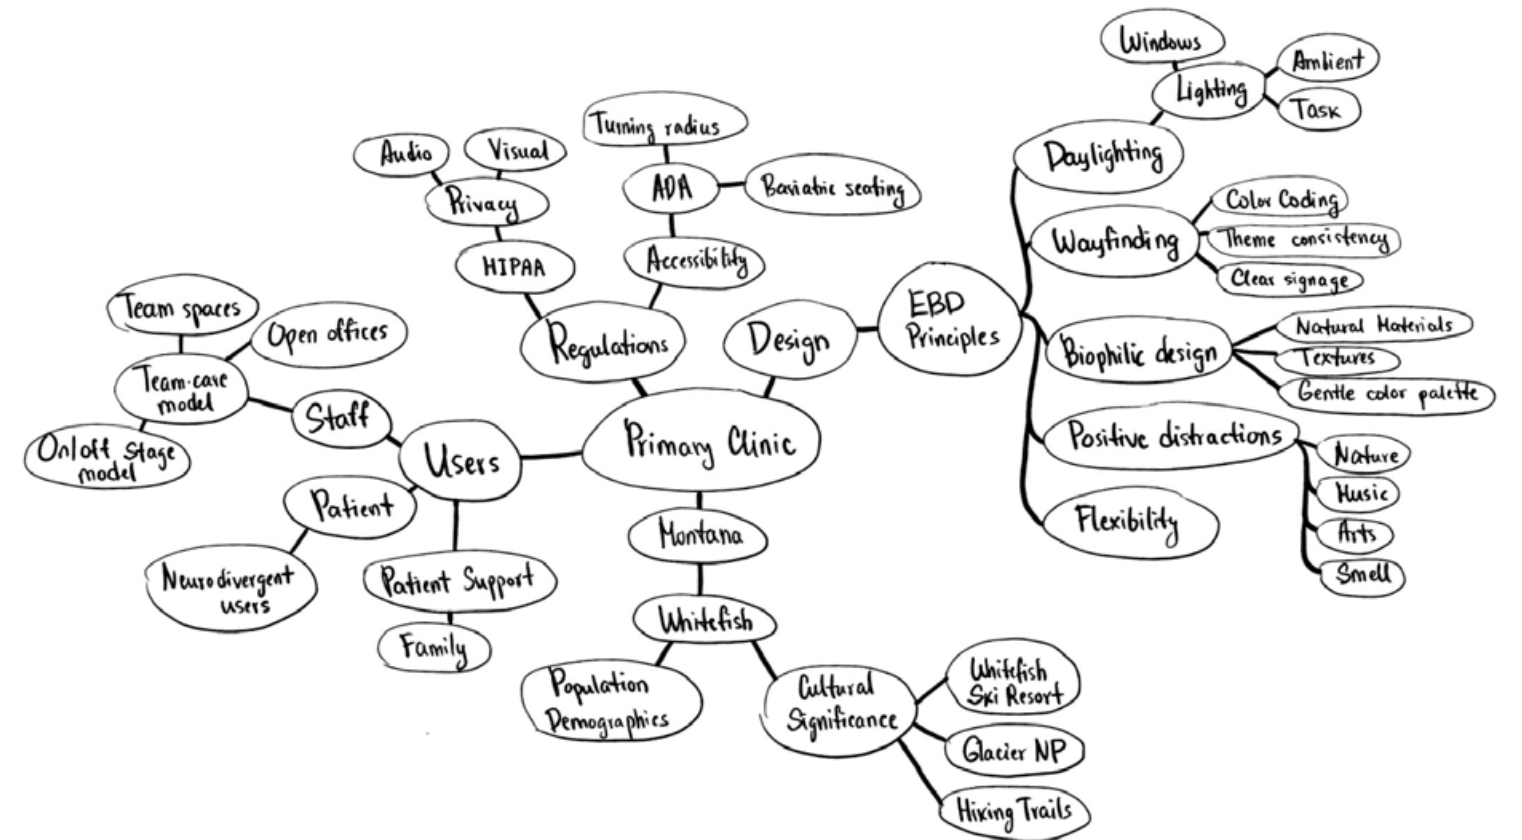 Windows
Ambient
Lighting
Task
Turning radius
Audio
Visual
Daylighting
ADA
Bariatric seating
Privacy
Color Coding
Wayfinding
Theme consistency
HIPAA
Accessibility
Clear signage
Team spaces
Open offices
Regulations
Design
EBD
Principles
Biophilic design
Natural Materials
Textures
Gentle color palette
Team-care
model
Staff
On/off stage
model
Users
Primary Clinic
Positive distractions
Nature
Music
Arts
Smell
Patient
Montana
Flexibility
Neurodivergent
users
Patient Support
Family
Whitefish
Population
Demographics
Cultural
Significance
Whitefish
Ski Resort
Glacier NP
Hiking Trails